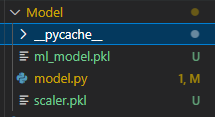 Model
__pycache__
ml_model.pkl U
model.py 1, M
scaler.pkl U